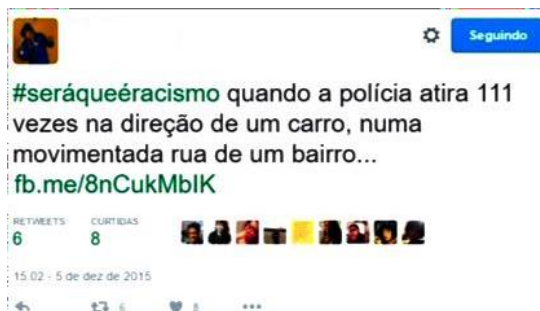 Seguindo
#seráqueéracismo quando a polícia atira 111
vezes na direção de um carro, numa
movimentada rua de um bairro...
fb.me/8nCukMbIK
RETWEETS CURTIDAS
6 8
15:02 - 5 de dez de 2015
6 8